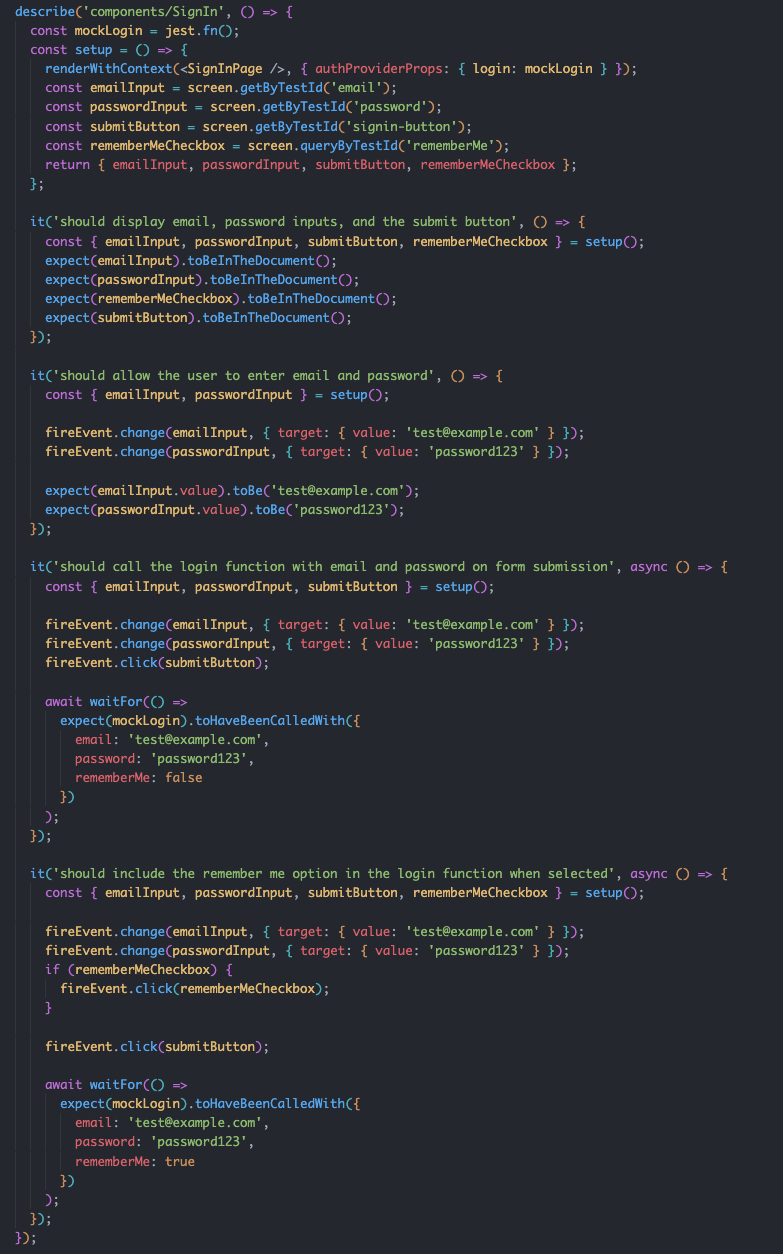 describe('components/SignIn', () => {
  const mockLogin = jest.fn();
  const setup = () => {
    renderWithContext(<SignInPage />, { authProviderProps: { login: mockLogin } });
    const emailInput = screen.getByTestId('email');
    const passwordInput = screen.getByTestId('password');
    const submitButton = screen.getByTestId('signin-button');
    const rememberMeCheckbox = screen.queryByTestId('rememberMe');
    return { emailInput, passwordInput, submitButton, rememberMeCheckbox };
  };

  it('should display email, password inputs, and the submit button', () => {
    const { emailInput, passwordInput, submitButton, rememberMeCheckbox } = setup();
    expect(emailInput).toBeInTheDocument();
    expect(passwordInput).toBeInTheDocument();
    expect(rememberMeCheckbox).toBeInTheDocument();
    expect(submitButton).toBeInTheDocument();
  });

  it('should allow the user to enter email and password', () => {
    const { emailInput, passwordInput } = setup();

    fireEvent.change(emailInput, { target: { value: 'test@example.com' } });
    fireEvent.change(passwordInput, { target: { value: 'password123' } });

    expect(emailInput.value).toBe('test@example.com');
    expect(passwordInput.value).toBe('password123');
  });

  it('should call the login function with email and password on form submission', async () => {
    const { emailInput, passwordInput, submitButton } = setup();

    fireEvent.change(emailInput, { target: { value: 'test@example.com' } });
    fireEvent.change(passwordInput, { target: { value: 'password123' } });
    fireEvent.click(submitButton);

    await waitFor(() =>
      expect(mockLogin).toHaveBeenCalledWith({
        email: 'test@example.com',
        password: 'password123',
        rememberMe: false
      })
    );
  });

  it('should include the remember me option in the login function when selected', async () => {
    const { emailInput, passwordInput, submitButton, rememberMeCheckbox } = setup();

    fireEvent.change(emailInput, { target: { value: 'test@example.com' } });
    fireEvent.change(passwordInput, { target: { value: 'password123' } });
    if (rememberMeCheckbox) {
      fireEvent.click(rememberMeCheckbox);
    }

    fireEvent.click(submitButton);

    await waitFor(() =>
      expect(mockLogin).toHaveBeenCalledWith({
        email: 'test@example.com',
        password: 'password123',
        rememberMe: true
      })
    );
  });
});